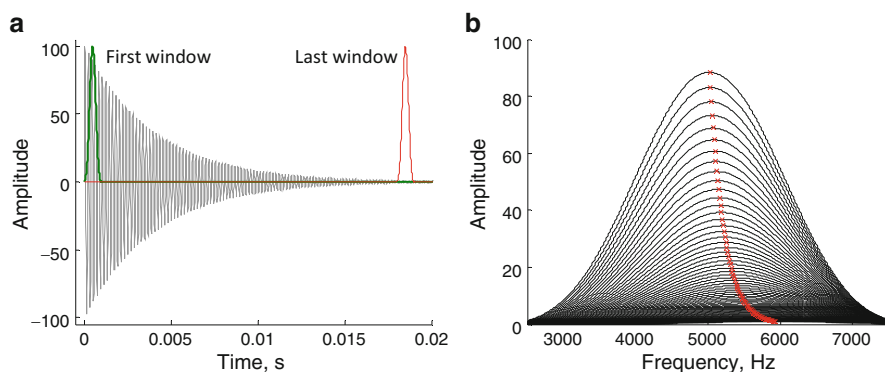 a
First window
Last window
100
50
0
−50
−100
Amplitude
0
0.005
0.01
0.015
0.02
Time, s
b
100
80
60
40
20
0
Amplitude
3000
4000
5000
6000
7000
Frequency, Hz